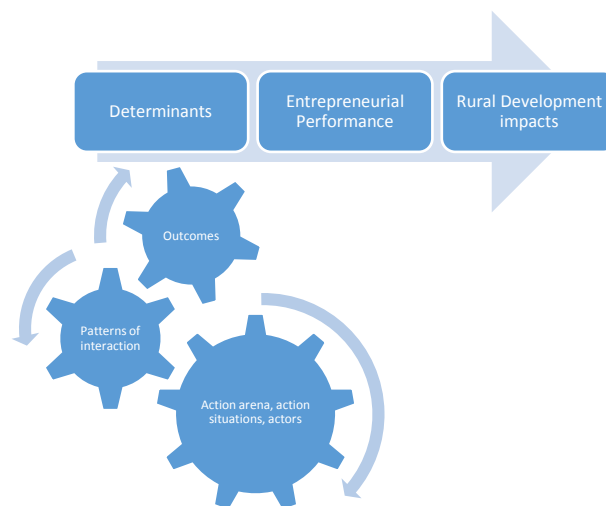 Determinants
Entrepreneurial
Performance
Rural Development
impacts
Outcomes
Patterns of
interaction
Action arena, action
situations, actors